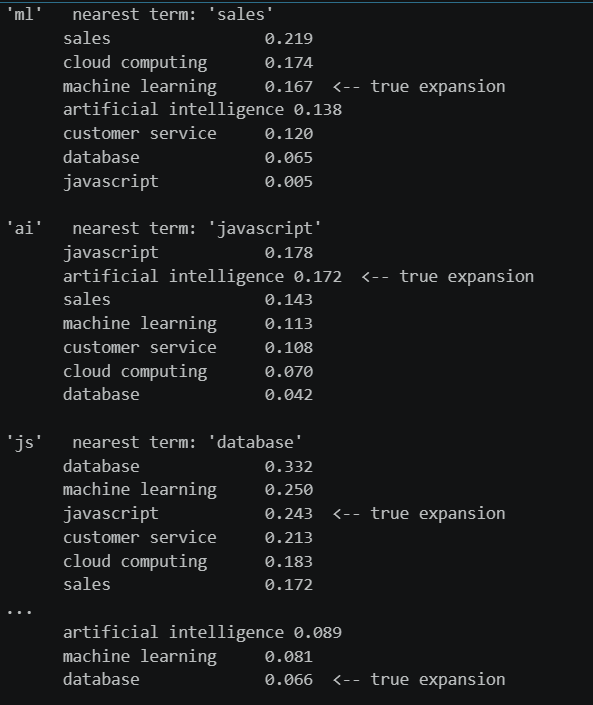 'ml'   nearest term: 'sales'
      sales                0.219
      cloud computing      0.174
      machine learning     0.167  <-- true expansion
      artificial intelligence 0.138
      customer service     0.120
      database             0.065
      javascript           0.005

'ai'   nearest term: 'javascript'
      javascript           0.178
      artificial intelligence 0.172  <-- true expansion
      sales                0.143
      machine learning     0.113
      customer service     0.108
      cloud computing      0.070
      database             0.042

'js'   nearest term: 'database'
      database             0.332
      machine learning     0.250
      javascript           0.243  <-- true expansion
      customer service     0.213
      cloud computing      0.183
      sales                0.172
...
      artificial intelligence 0.089
      machine learning     0.081
      database             0.066  <-- true expansion